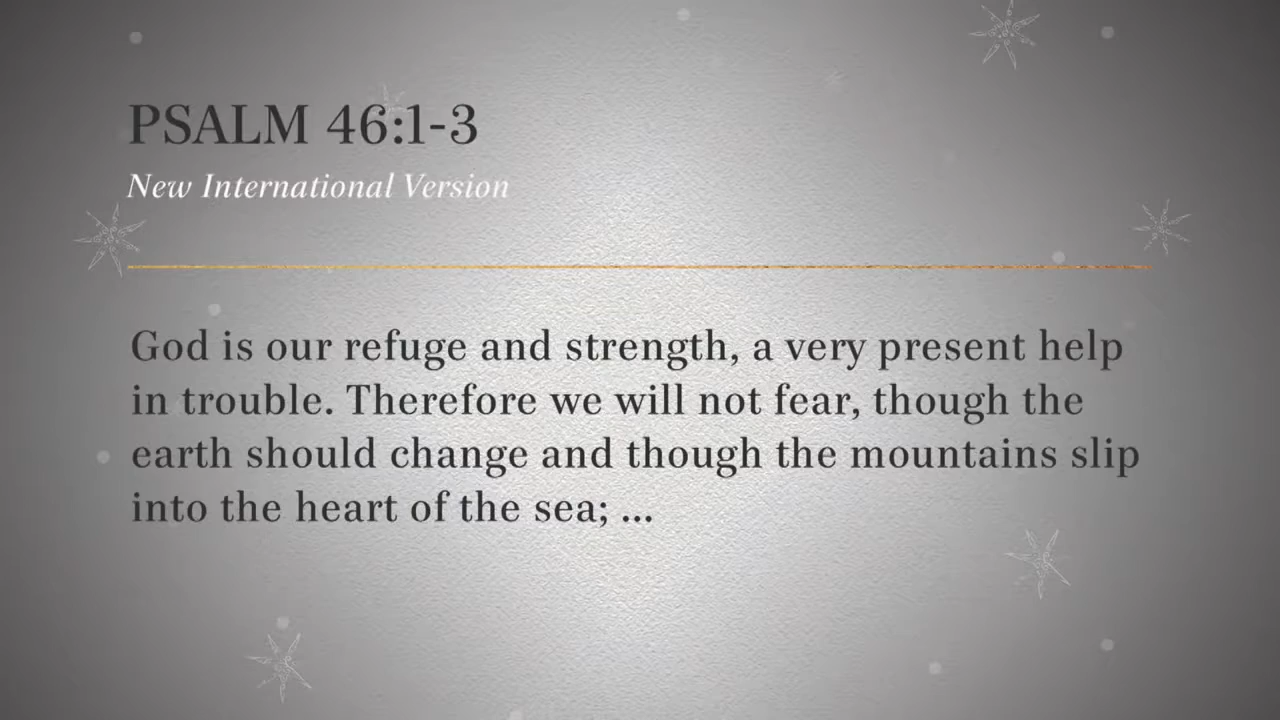 PSALM 46:1-3
New International Version
God is our refuge and strength, a very present help
in trouble. Therefore we will not fear, though the
earth should change and though the mountains slip
into the heart of the sea; ...